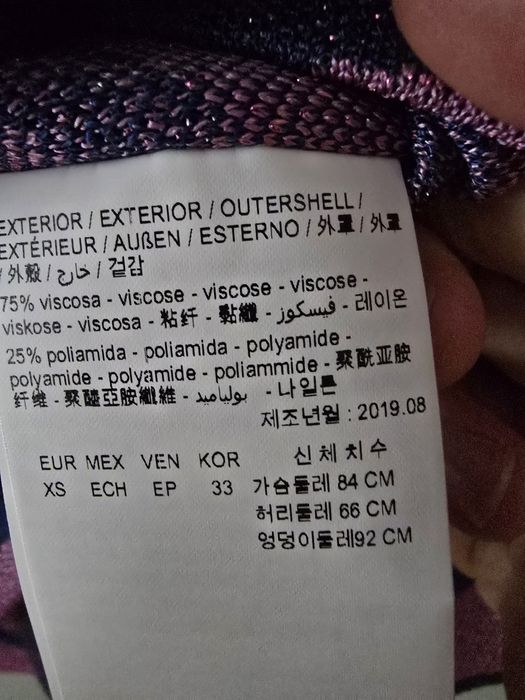 EXTERIOR / EXTERIOR / OUTERSHELL /
EXTÉRIEUR / AUßEN / ESTERNO / 外罩 / 外罩
/ 外殼 / خارج / 겉감
75% viscosa - viscose - viscose - viscose -
viskose - viscosa - 粘纤 - 黏纖 - فيسكوز - 레이온
25% poliamida - poliamida - polyamide -
polyamide - polyamide - poliammide - 聚酰亚胺
纤维 - 聚醯亞胺纖維 - بولياميد - 나일론
제조년월 : 2019.08
EUR MEX VEN KOR 신체치수
XS ECH EP 33 가슴둘레 84 CM
허리둘레 66 CM
엉덩이둘레92 CM